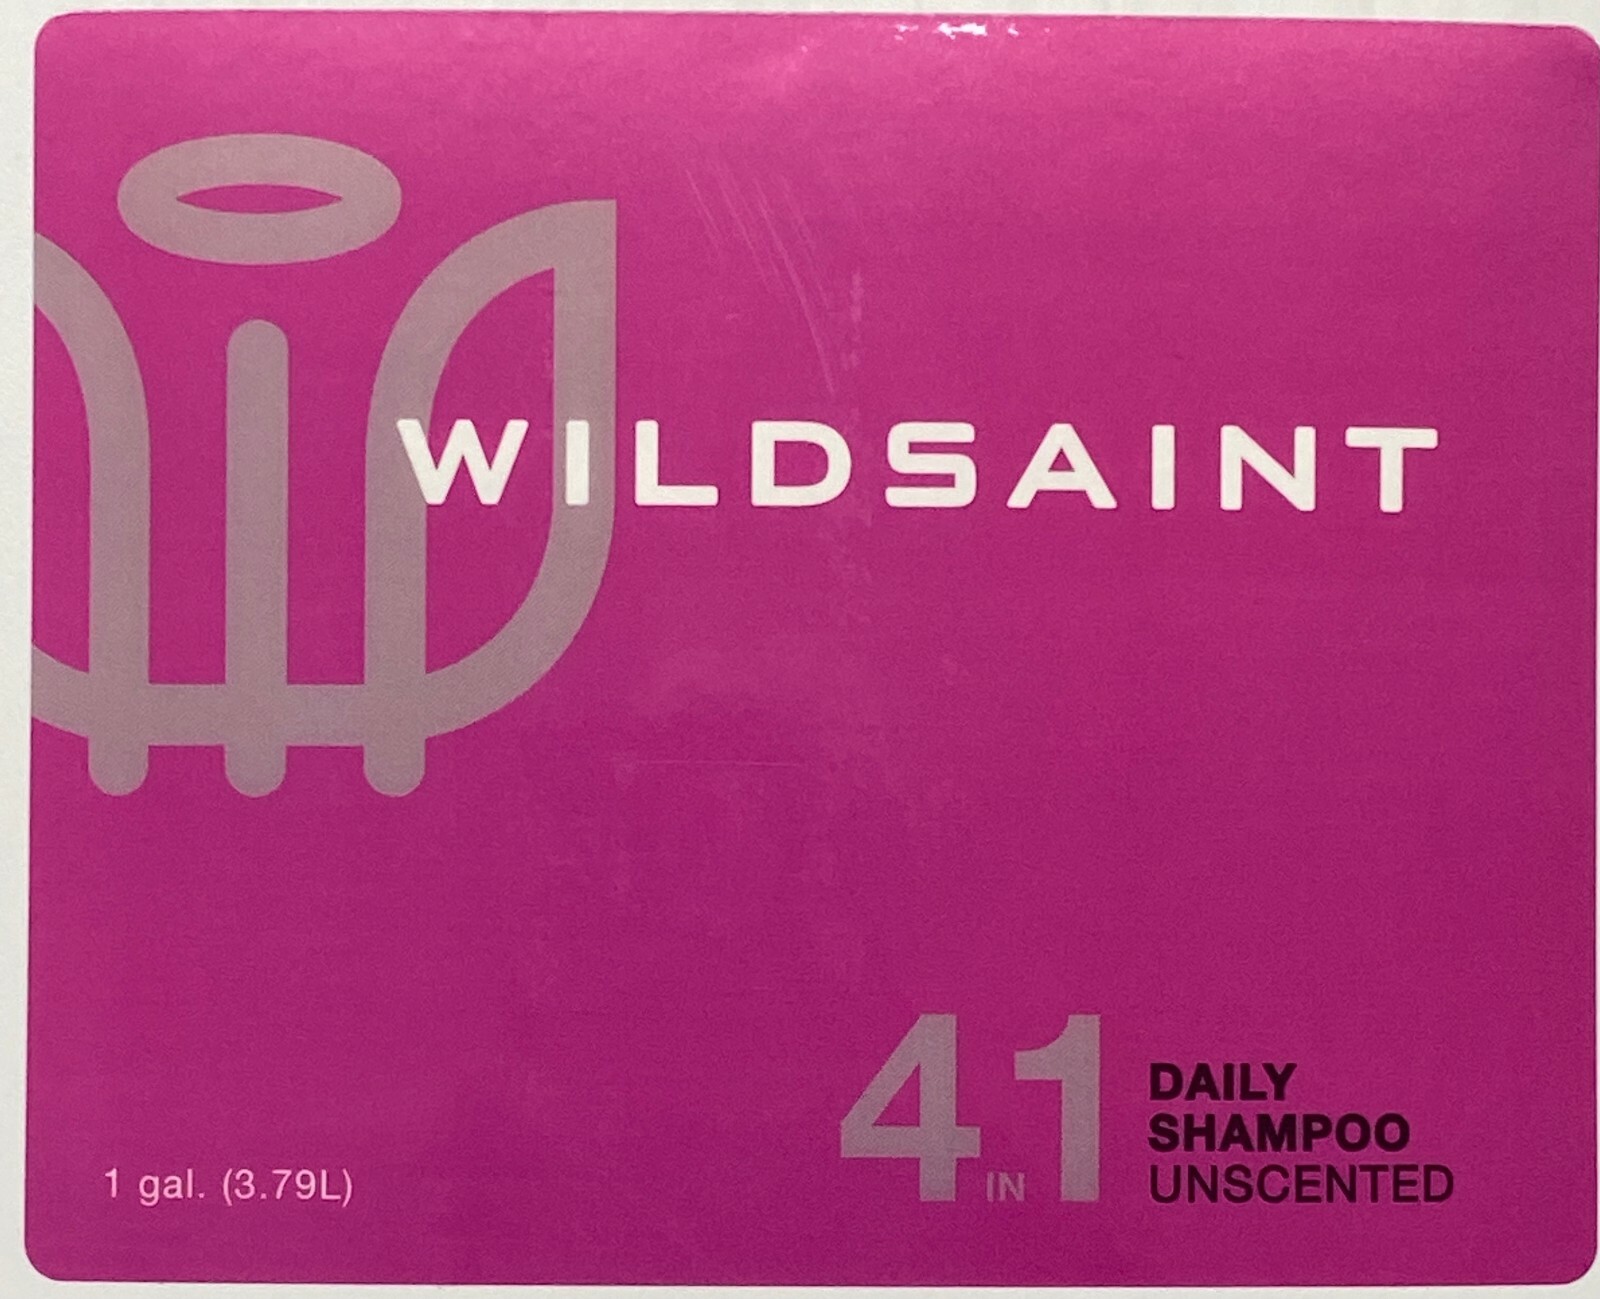 WILDSAINT
4 IN 1
DAILY
SHAMPOO
UNSCENTED
1 gal. (3.79L)